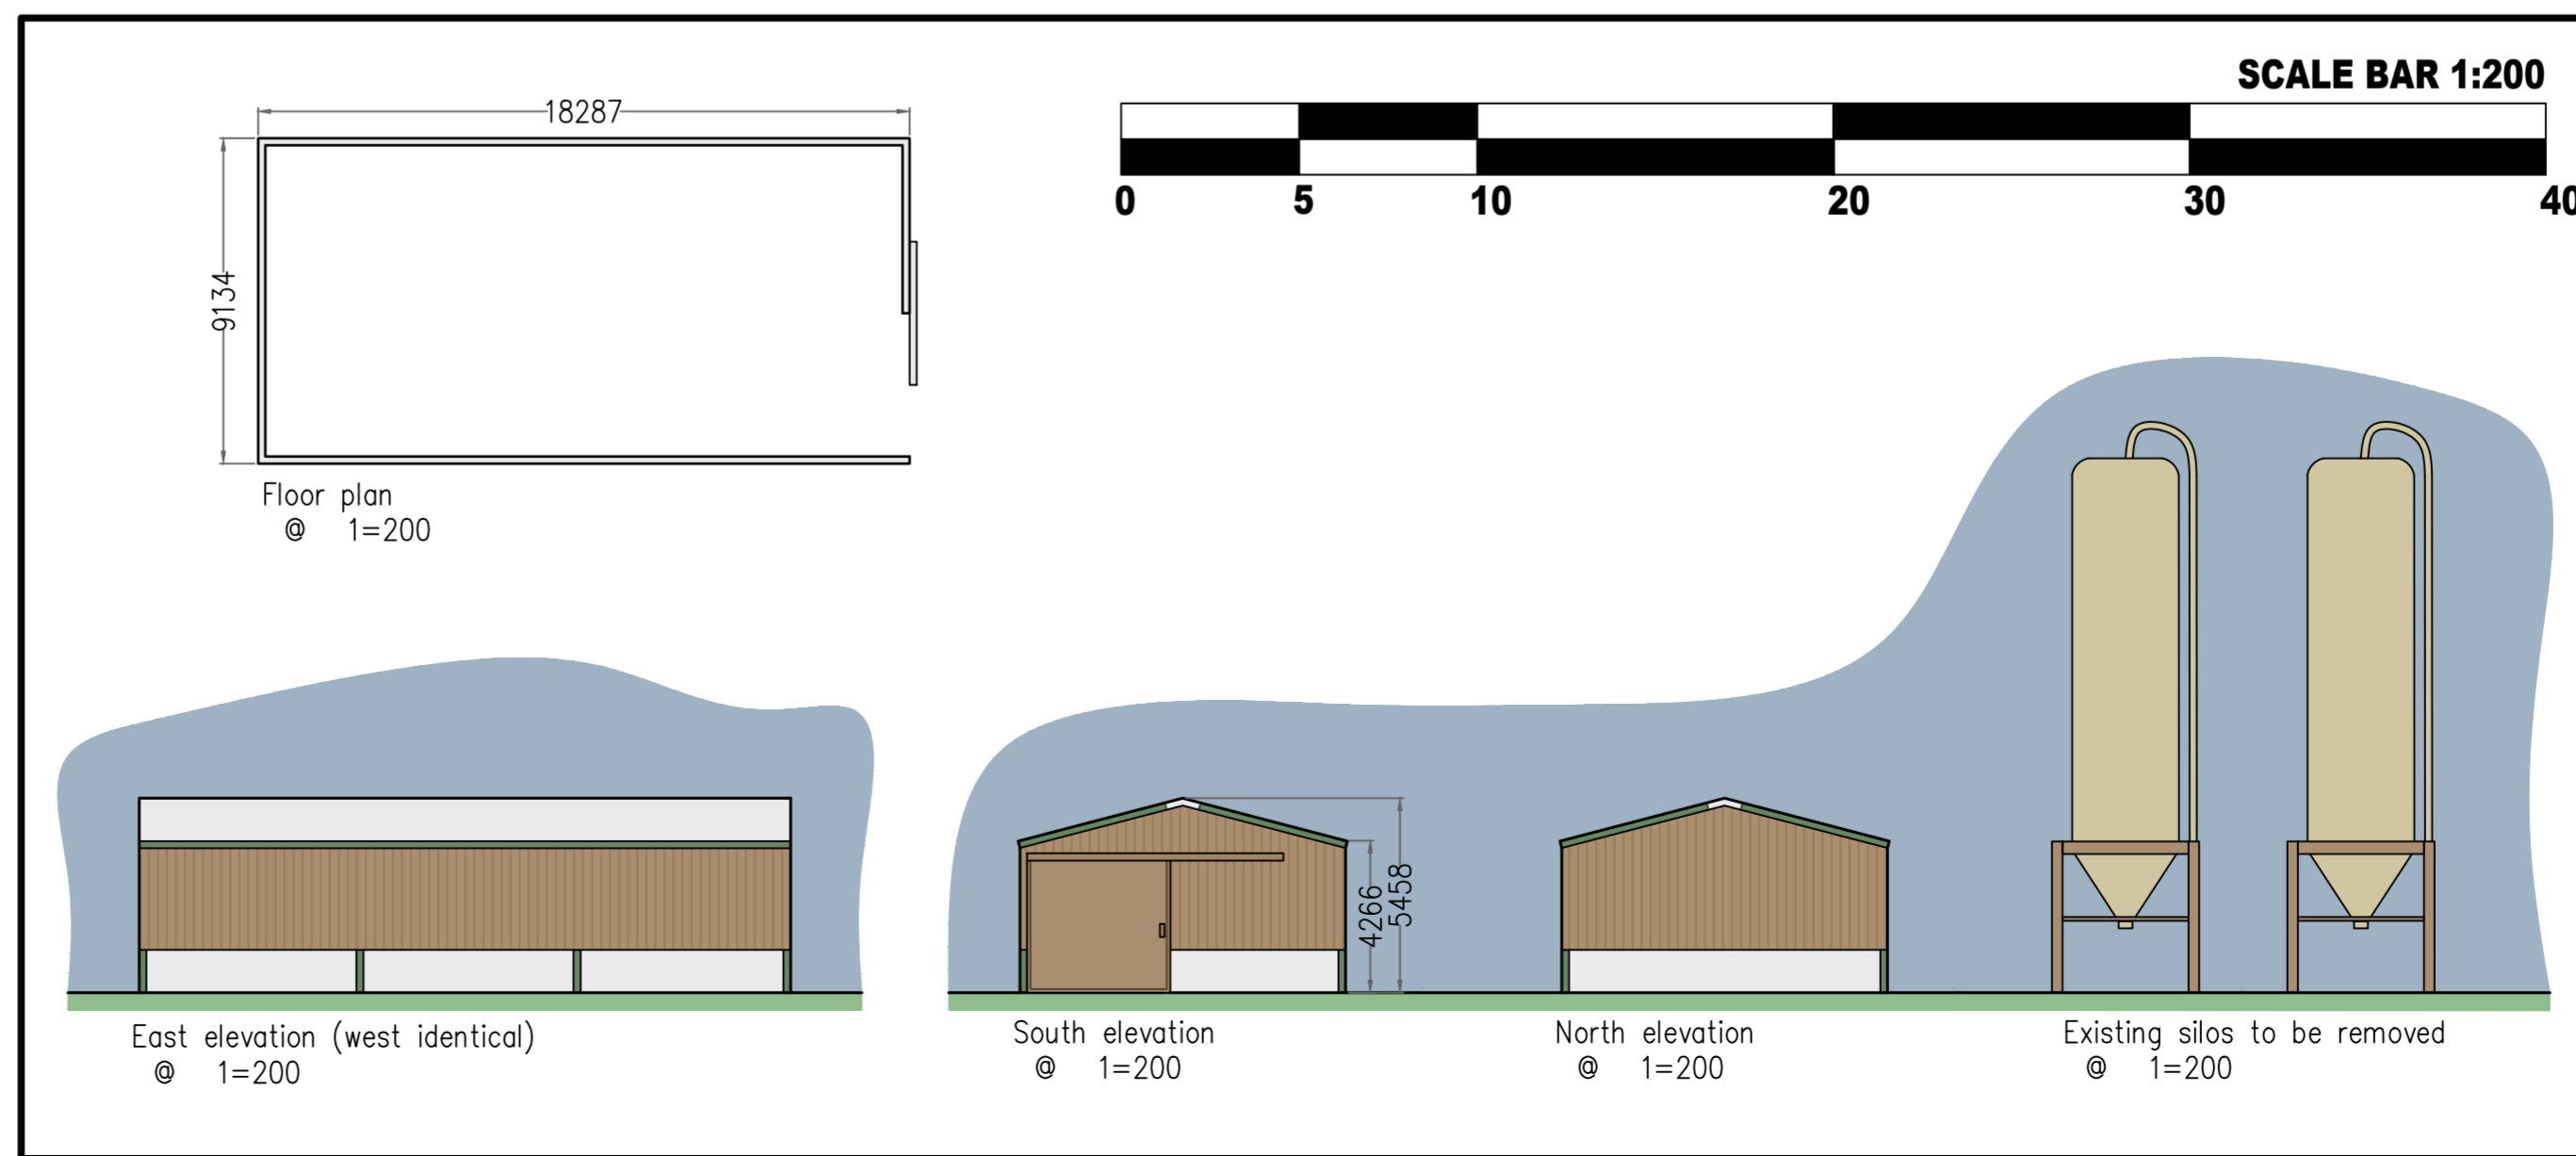 SCALE BAR 1:200
0 5 10 20 30 40
18287
9134
Floor plan
@ 1=200
4266
5458
East elevation (west identical)
@ 1=200
South elevation
@ 1=200
North elevation
@ 1=200
Existing silos to be removed
@ 1=200